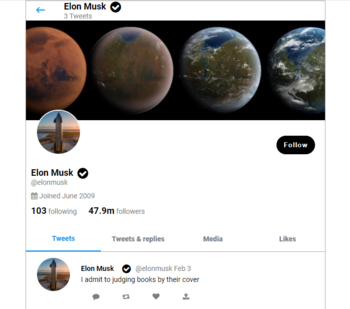 Elon Musk
3 Tweets
Follow
Elon Musk
@elonmusk
Joined June 2009
103 following 47.9m followers
Tweets Tweets & replies Media Likes
Elon Musk @elonmusk Feb 3
I admit to judging books by their cover